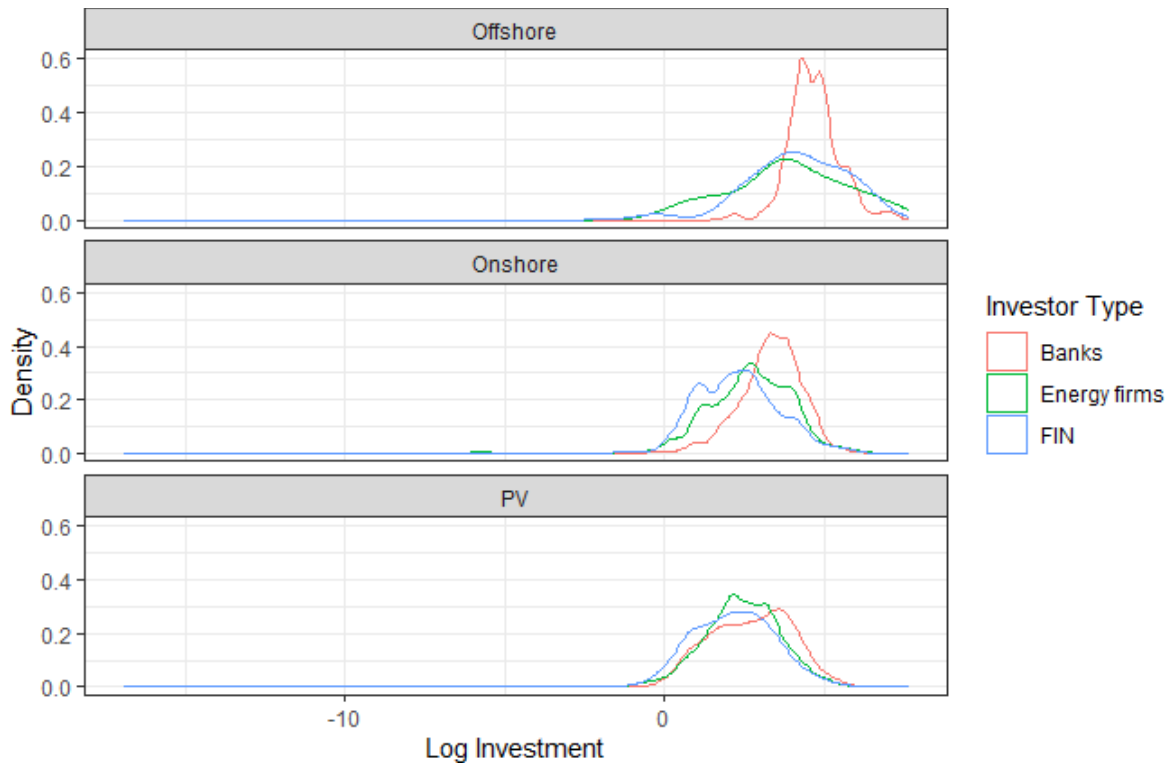 Offshore
0.6
0.4
0.2
0.0
Onshore
0.6
0.4
0.2
0.0
PV
0.6
0.4
0.2
0.0
-10
0
Log Investment
Density
Investor Type
Banks
Energy firms
FIN